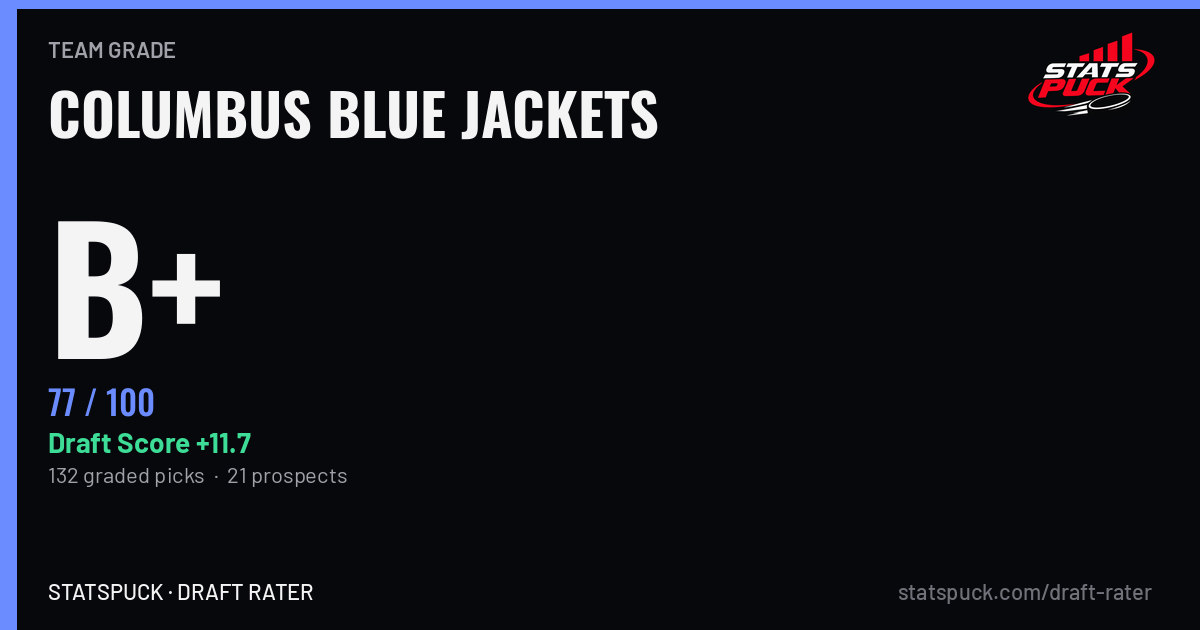 TEAM GRADE
STATS
PUCK
COLUMBUS BLUE JACKETS
B+
77 / 100
Draft Score +11.7
132 graded picks · 21 prospects
STATSPUCK · DRAFT RATER
statspuck.com/draft-rater